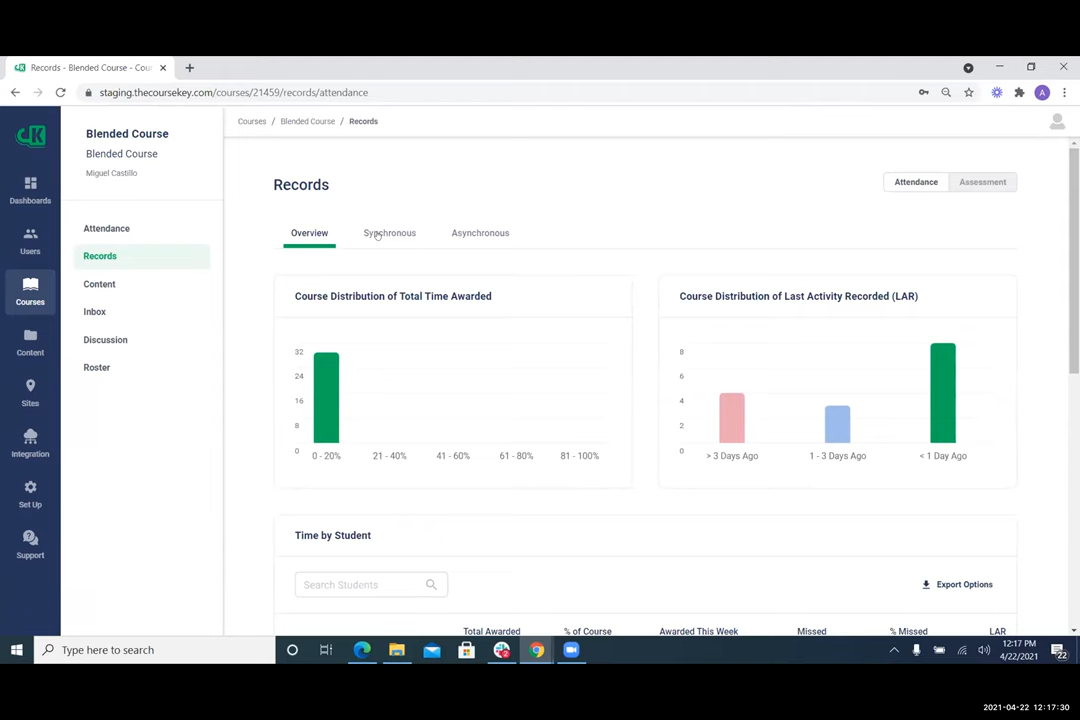 Records - Blended Course - Cou
staging.thecoursekey.com/courses/21459/records/attendance
A
Dashboards
Users
Courses
Content
Sites
Integration
Set Up
Support
Blended Course
Blended Course
Miguel Castillo
Attendance
Records
Content
Inbox
Discussion
Roster
Courses / Blended Course / Records
Records
Attendance Assessment
Overview Synchronous Asynchronous
Course Distribution of Total Time Awarded
32
24
16
8
0
0 - 20% 21 - 40% 41 - 60% 61 - 80% 81 - 100%
Course Distribution of Last Activity Recorded (LAR)
8
6
4
2
0
> 3 Days Ago 1 - 3 Days Ago < 1 Day Ago
Time by Student
Search Students
Export Options
Total Awarded % of Course Awarded This Week Missed % Missed LAR
Type here to search
12:17 PM
4/22/2021
22
2021-04-22 12:17:30